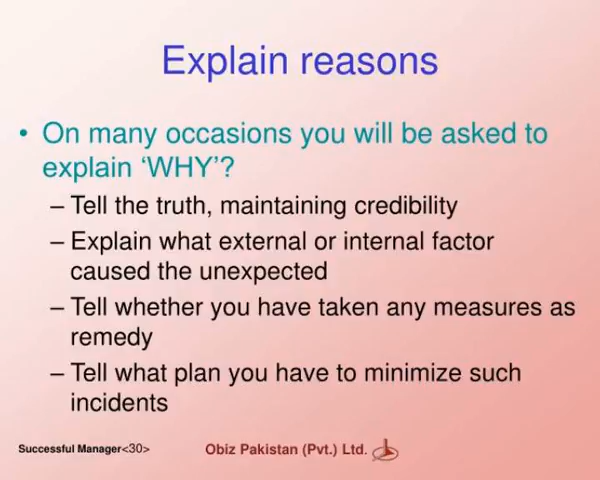 Explain reasons
• On many occasions you will be asked to
explain ‘WHY’?
– Tell the truth, maintaining credibility
– Explain what external or internal factor
caused the unexpected
– Tell whether you have taken any measures as
remedy
– Tell what plan you have to minimize such
incidents
Successful Manager<30>
Obiz Pakistan (Pvt.) Ltd.